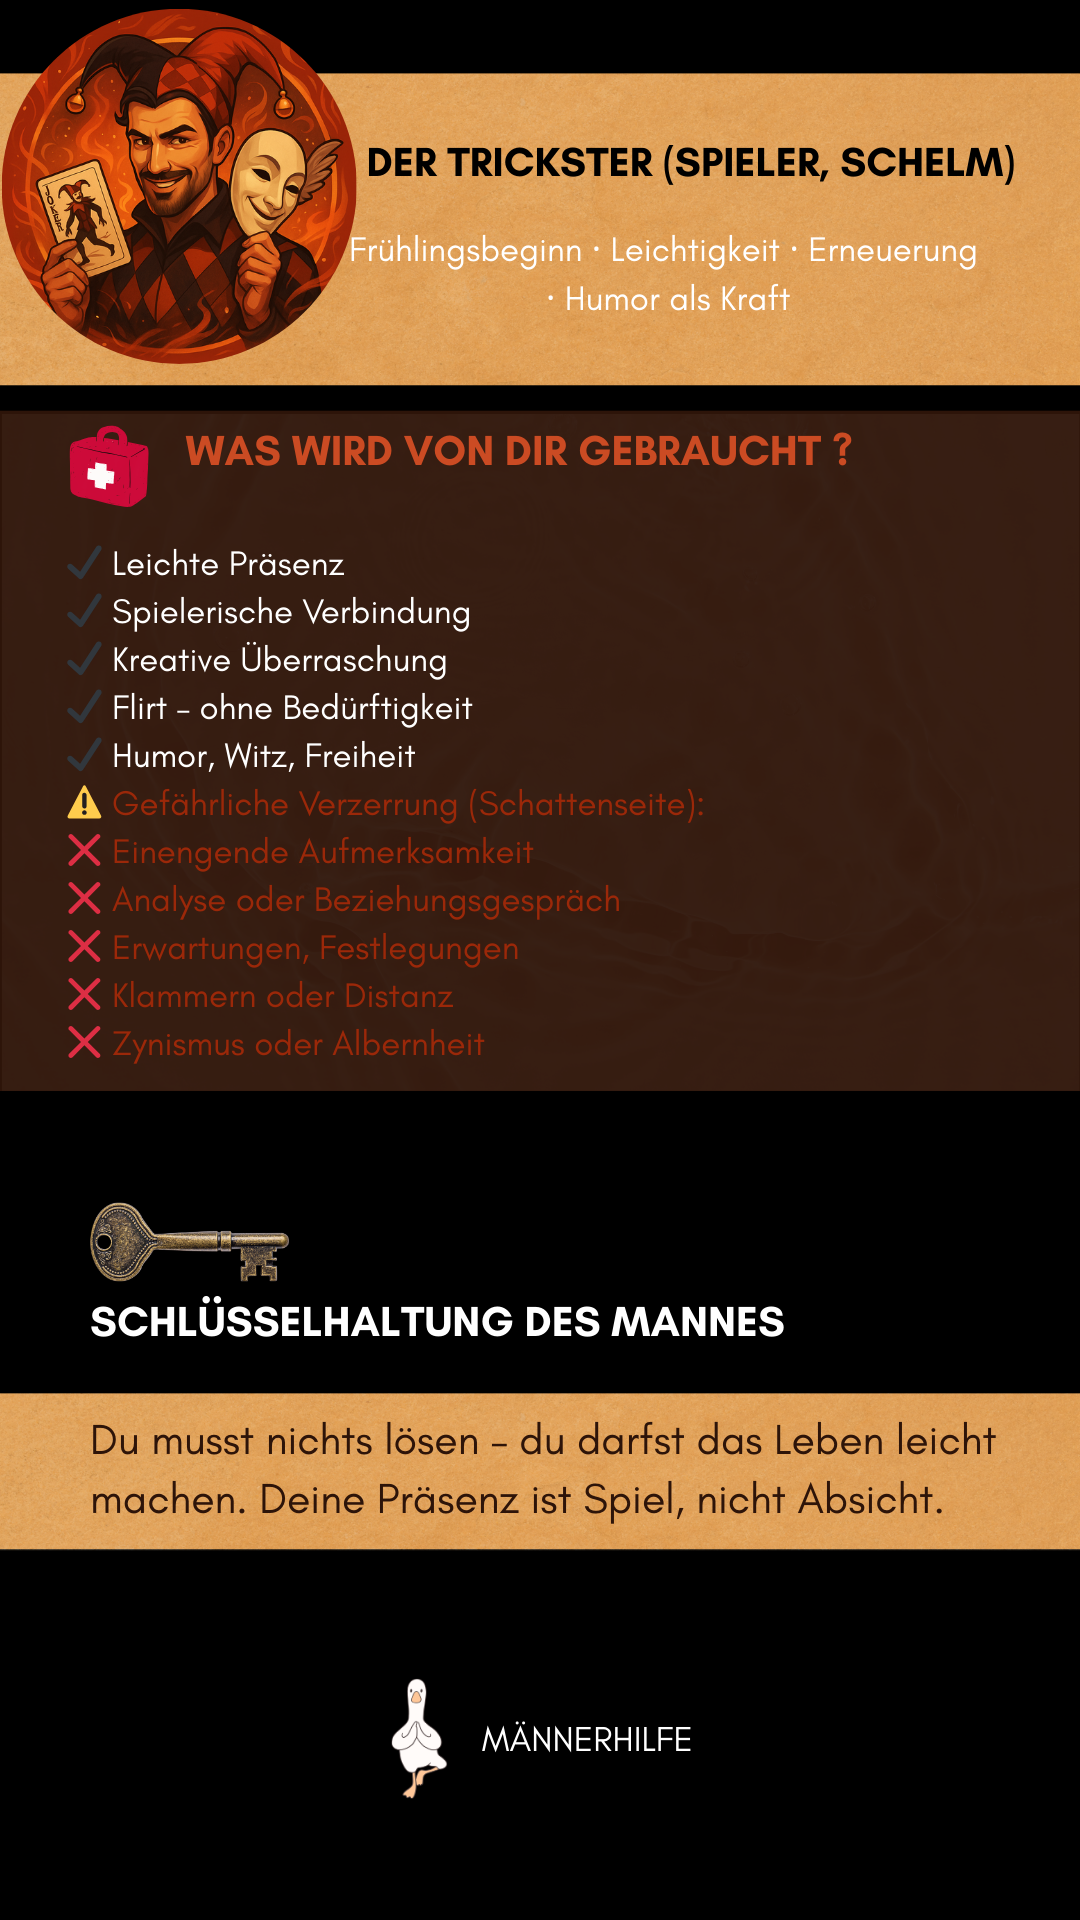 JOKER
DER TRICKSTER (SPIELER, SCHELM)
Frühlingsbeginn · Leichtigkeit · Erneuerung
· Humor als Kraft
WAS WIRD VON DIR GEBRAUCHT ?
✔ Leichte Präsenz
✔ Spielerische Verbindung
✔ Kreative Überraschung
✔ Flirt – ohne Bedürftigkeit
✔ Humor, Witz, Freiheit
⚠ Gefährliche Verzerrung (Schattenseite):
❌ Einengende Aufmerksamkeit
❌ Analyse oder Beziehungsgespräch
❌ Erwartungen, Festlegungen
❌ Klammern oder Distanz
❌ Zynismus oder Albernheit
SCHLÜSSELHALTUNG DES MANNES
Du musst nichts lösen – du darfst das Leben leicht
machen. Deine Präsenz ist Spiel, nicht Absicht.
MÄNNERHILFE